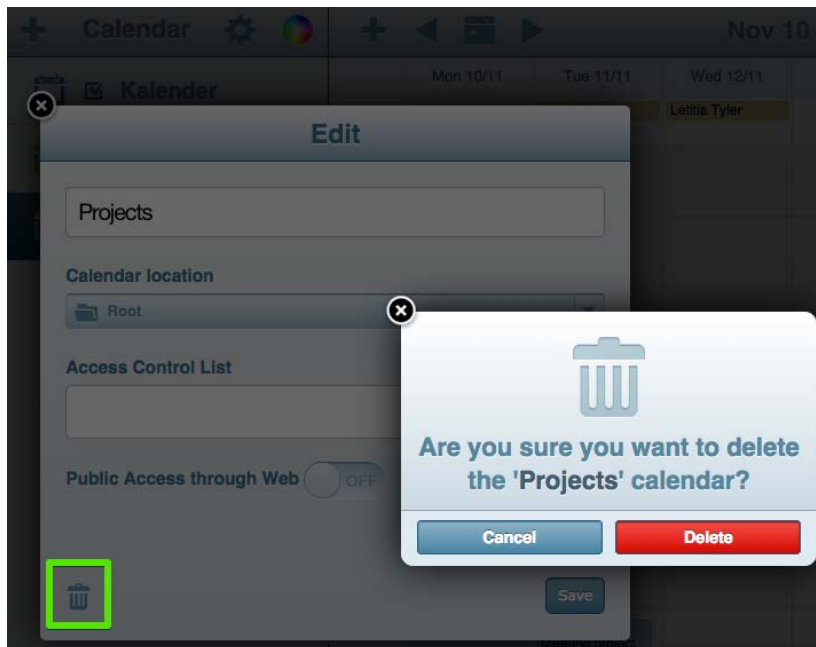 Calendar
Nov 10
Kalender
Mon 10/11
Tue 11/11
Wed 12/11
Letitia Tyler
Edit
Projects
Calendar location
Root
Access Control List
Public Access through Web
OFF
Save
Are you sure you want to delete
the 'Projects' calendar?
Cancel
Delete